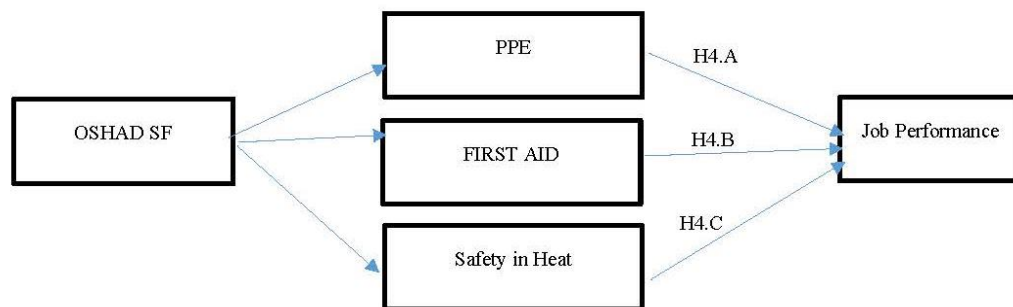 PPE
H4.A
OSHAD SF
FIRST AID
H4.B
Job Performance
H4.C
Safety in Heat